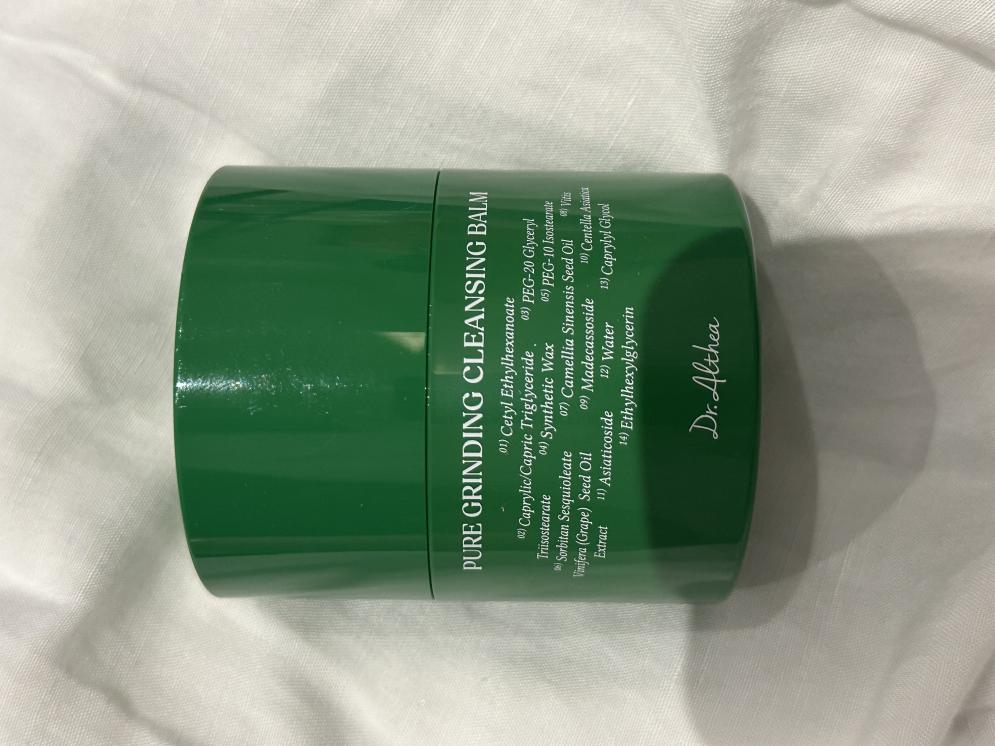 PURE GRINDING CLEANSING BALM
01) Cetyl Ethylhexanoate
02) Caprylic/Capric Triglyceride 03) PEG-20 Glyceryl
Triisostearate 04) Synthetic Wax 05) PEG-10 Isostearate
06) Sorbitan Sesquioleate 07) Camellia Sinensis Seed Oil 08) Vitis
Vinifera (Grape) Seed Oil 09) Madecassoside 10) Centella Asiatica
Extract 11) Asiaticoside 12) Water 13) Caprylyl Glycol
14) Ethylhexylglycerin
Dr. Althea